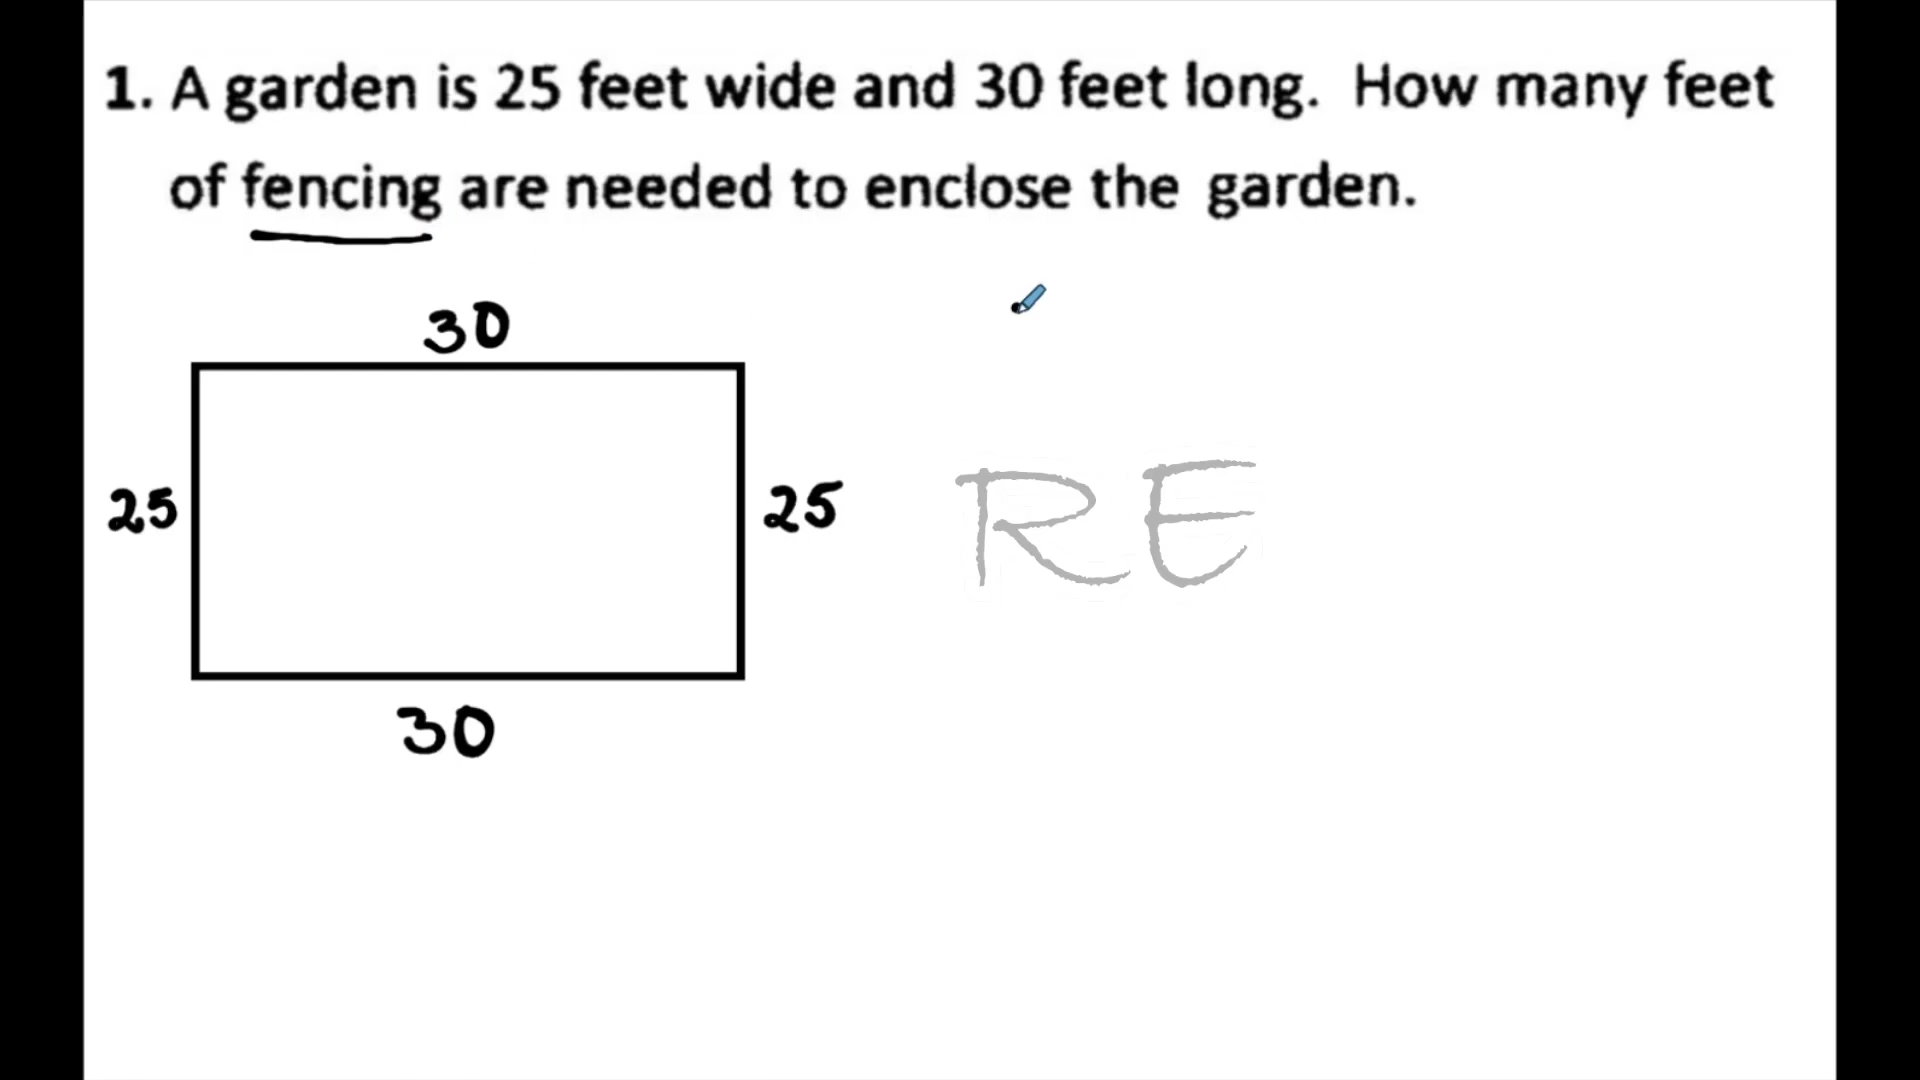 1. A garden is 25 feet wide and 30 feet long. How many feet
of fencing are needed to enclose the garden.
30
25 25
RE
30